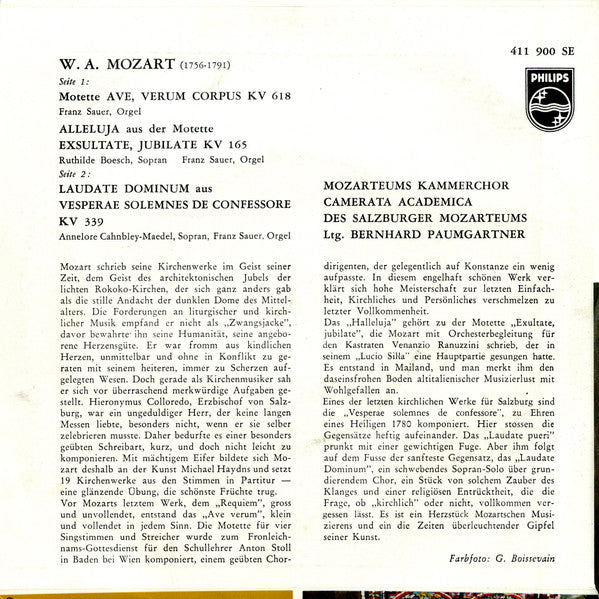 411 900 SE
PHILIPS
W. A. MOZART (1756-1791)
Seite 1:
Motette AVE, VERUM CORPUS KV 618
Franz Sauer, Orgel
ALLELUJA aus der Motette
EXSULTATE, JUBILATE KV 165
Ruthilde Boesch, Sopran Franz Sauer, Orgel
Seite 2:
LAUDATE DOMINUM aus
VESPERAE SOLEMNES DE CONFESSORE
KV 339
Annelore Cahnbley-Maedel, Sopran, Franz Sauer, Orgel
MOZARTEUMS KAMMERCHOR
CAMERATA ACADEMICA
DES SALZBURGER MOZARTEUMS
Ltg. BERNHARD PAUMGARTNER
Mozart schrieb seine Kirchenwerke im Geist seiner
Zeit, dem Geist des architektonischen Jubels der
lichten Rokoko-Kirchen, der sich ganz anders gab
als die stille Andacht der dunklen Dome des Mittel-
alters. Die Forderungen an liturgischer und kirch-
licher Musik empfand er nicht als „Zwangsjacke",
davor bewahrte ihn seine Humanität, seine angebo-
rene Herzensgüte. Er war fromm aus kindlichen
Herzen, unmittelbar und ohne in Konflikt zu ge-
raten mit seinem heiteren, immer zu Scherzen auf-
gelegten Wesen. Doch gerade als Kirchenmusiker sah
er sich vor überraschend merkwürdige Aufgaben ge-
stellt. Hieronymus Colloredo, Erzbischof von Salz-
burg, war ein ungeduldiger Herr, der keine langen
Messen liebte, besonders nicht, wenn er sie selber
zelebrieren musste. Daher bedurfte es einer besonders
geübten Schreibart, kurz, und doch nicht leicht zu
komponieren. Mit mächtigem Eifer bildete sich Mo-
zart deshalb an der Kunst Michael Haydns und setzt
19 Kirchenwerke aus den Stimmen in Partitur —
eine glänzende Übung, die schönste Früchte trug.
Vor Mozarts letztem Werk, dem „Requiem", gross
und unvollendet, entstand das „Ave verum", klein
und vollendet in jedem Sinn. Die Motette für vier
Singstimmen und Streicher wurde zum Fronleich-
nams-Gottesdienst für den Schullehrer Anton Stoll
in Baden bei Wien komponiert, einem geübten Chor-
dirigenten, der gelegentlich auf Konstanze ein wenig
aufpasste. In diesem engelhaft schönen Werk ver-
klärt sich hohe Meisterschaft zur letzten Einfach-
heit, Kirchliches und Persönliches verschmelzen zu
letzter Vollkommenheit.
Das „Halleluja" gehört zu der Motette „Exultate,
jubilate", die Mozart mit Orchesterbegleitung für
den Kastraten Venanzio Ranuzzini schrieb, der in
seinem „Lucio Silla" eine Hauptpartie gesungen hatte.
Es entstand in Mailand, und man merkt ihm den
daseinsfrohen Boden altitalienischer Musizierlust mit
Wohlgefallen an.
Eines der letzten kirchlichen Werke für Salzburg sind
die „Vesperae solemnes de confessore", zu Ehren
eines Heiligen 1780 komponiert. Hier stossen die
Gegensätze heftig aufeinander. Das „Laudate pueri"
prunkt mit einer gewichtigen Fuge. Aber ihm folgt
auf dem Fusse der sanfteste Gegensatz, das „Laudate
Dominum", ein schwebendes Sopran-Solo über grun-
dierendem Chor, ein Stück von solchem Zauber des
Klanges und einer religiösen Entrücktheit, die die
Frage, ob „kirchlich" oder nicht, vollkommen ver-
gessen lässt. Es ist ein Herzstück Mozartschen Musi-
zierens und ein die Zeiten überleuchtender Gipfel
seiner Kunst.
Farbfoto: G. Boissevain